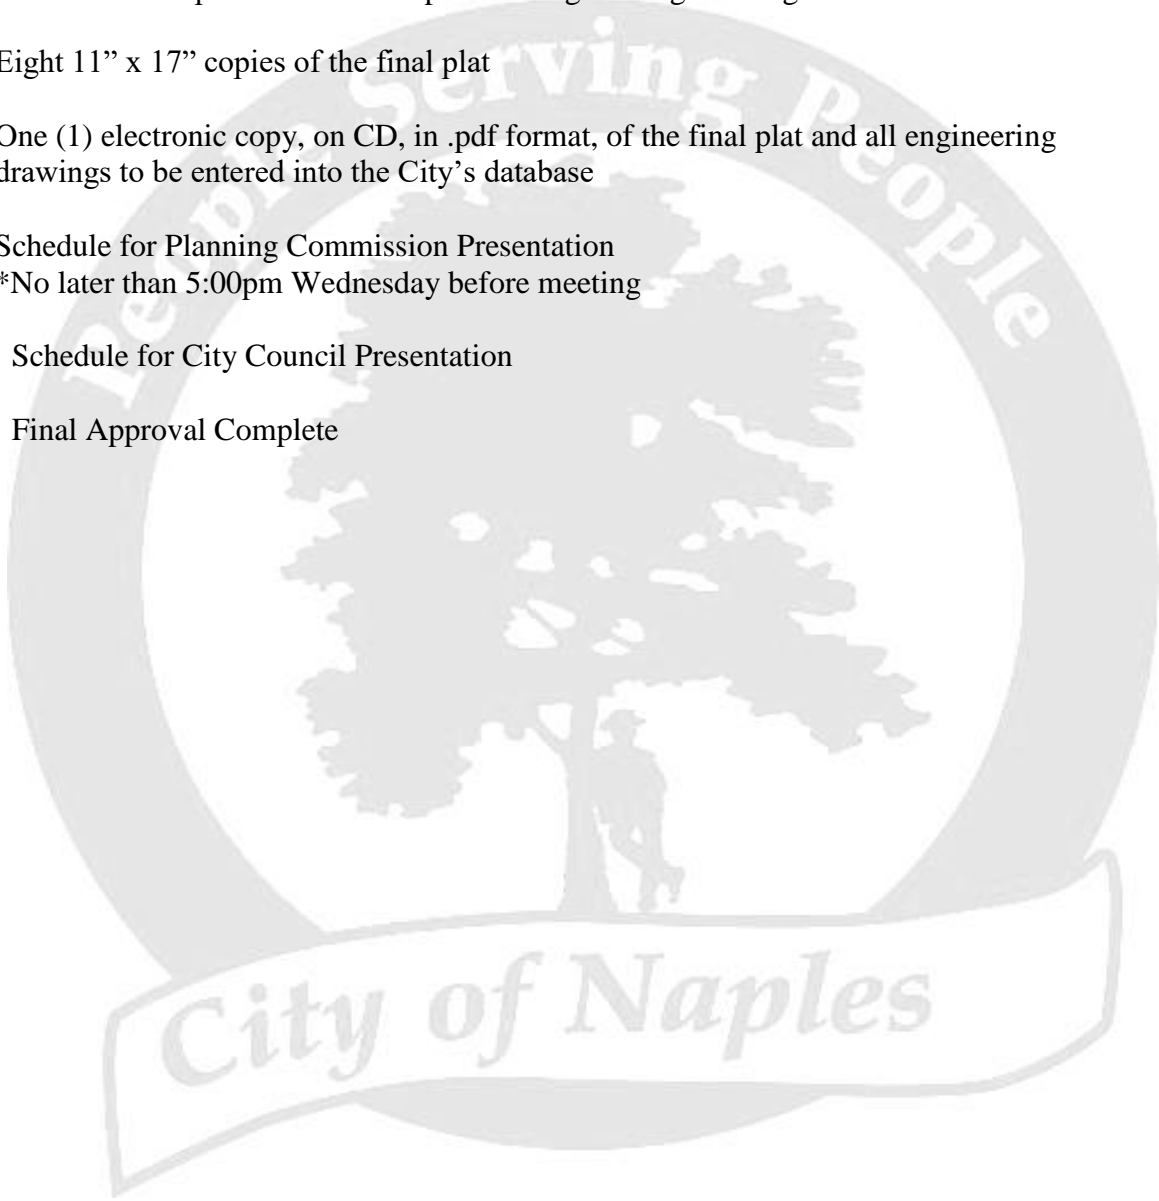 Eight 11” x 17” copies of the final plat
One (1) electronic copy, on CD, in .pdf format, of the final plat and all engineering
drawings to be entered into the City’s database
Schedule for Planning Commission Presentation
*No later than 5:00pm Wednesday before meeting
Schedule for City Council Presentation
Final Approval Complete
People Serving People
City of Naples